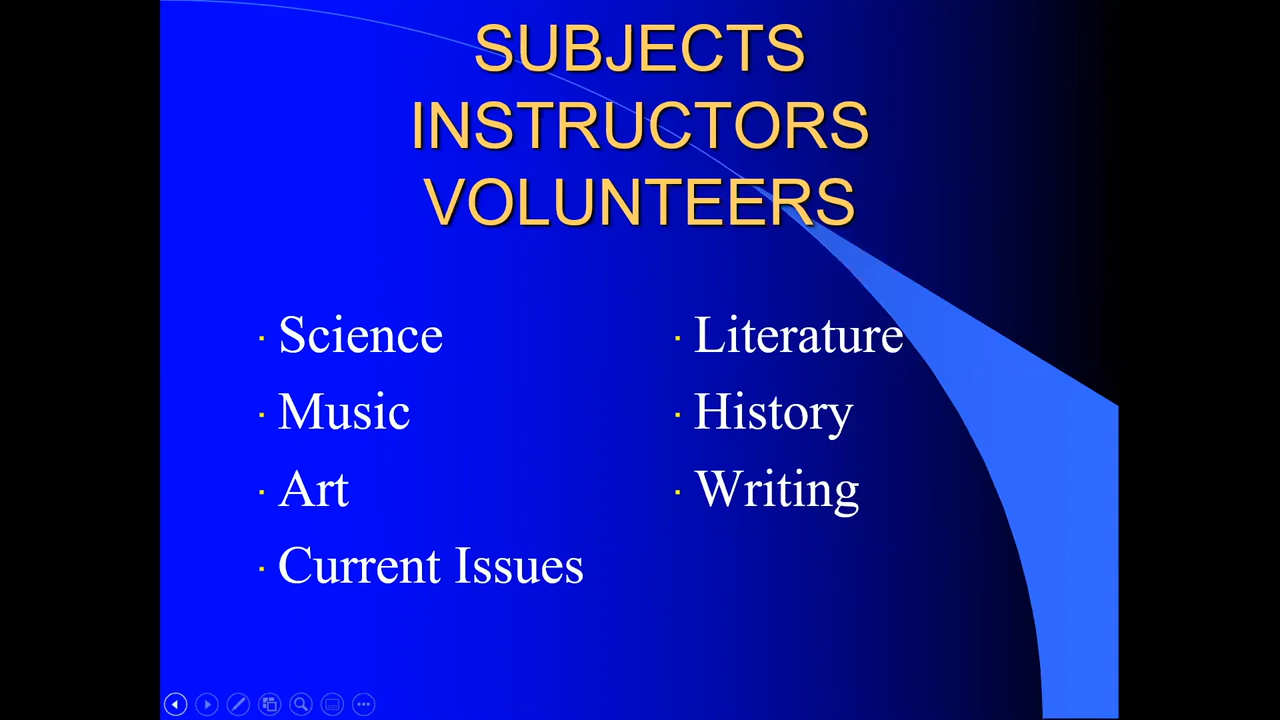 SUBJECTS
INSTRUCTORS
VOLUNTEERS
· Science
· Music
· Art
· Current Issues
· Literature
· History
· Writing